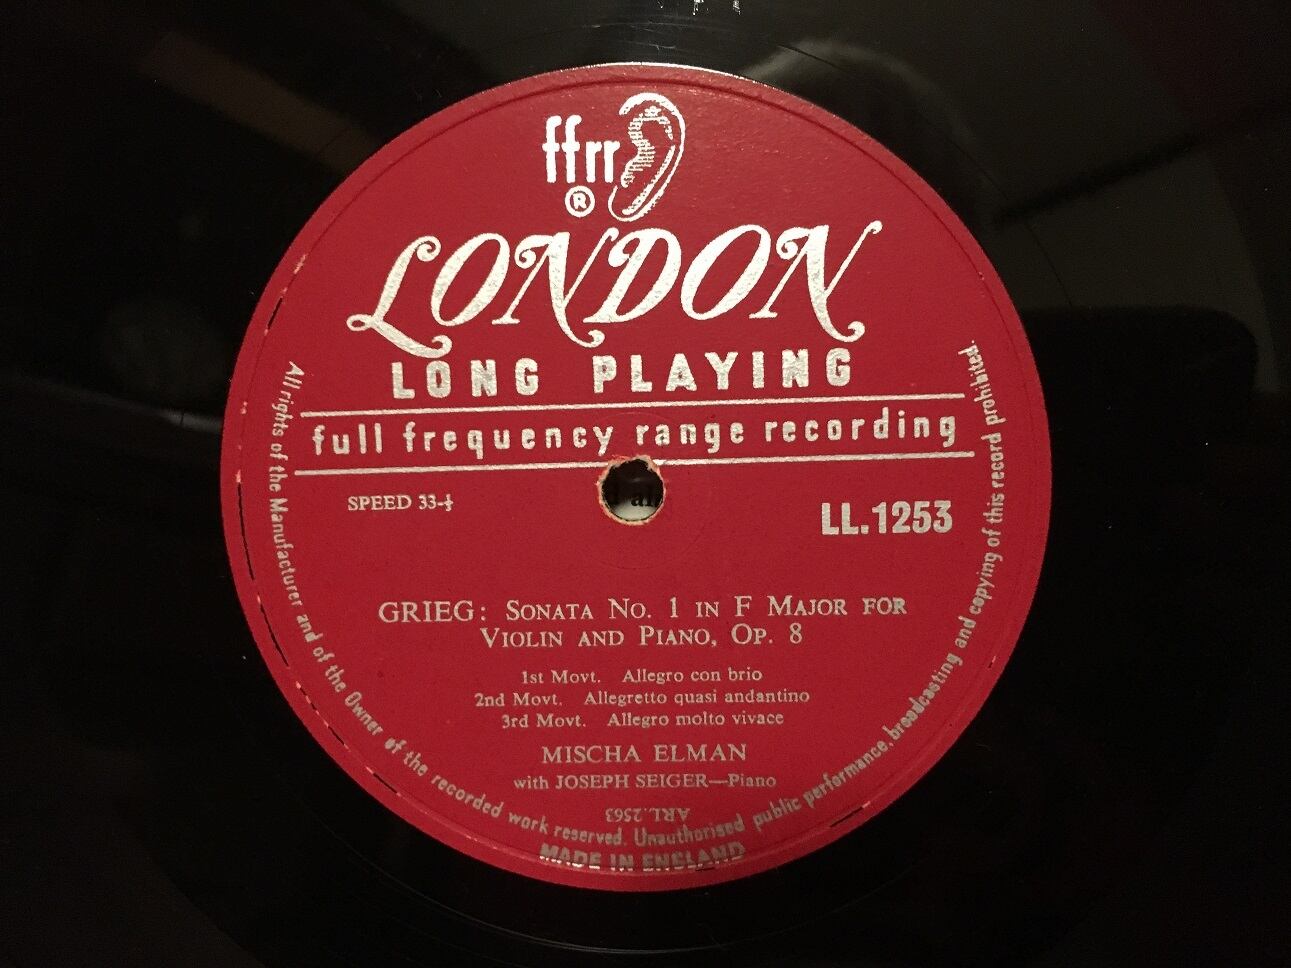 ffrr
®
LONDON
LONG PLAYING
full frequency range recording
SPEED 33-⅓
LL.1253
GRIEG: SONATA NO. 1 IN F MAJOR FOR
VIOLIN AND PIANO, OP. 8
1st Movt. Allegro con brio
2nd Movt. Allegretto quasi andantino
3rd Movt. Allegro molto vivace
MISCHA ELMAN
with JOSEPH SEIGER—Piano
ARL.2563
All rights of the Manufacturer and of the Owner of the recorded work reserved. Unauthorised public performance, broadcasting and copying of this record prohibited.
MADE IN ENGLAND